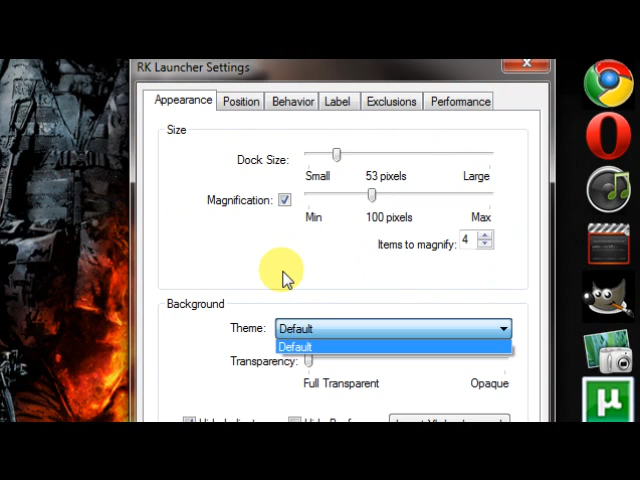 RK Launcher Settings
Appearance
Position
Behavior
Label
Exclusions
Performance
Size
Dock Size:
Small
53 pixels
Large
Magnification:
Min
100 pixels
Max
Items to magnify:
4
Background
Theme:
Default
Default
Transparency:
Full Transparent
Opaque